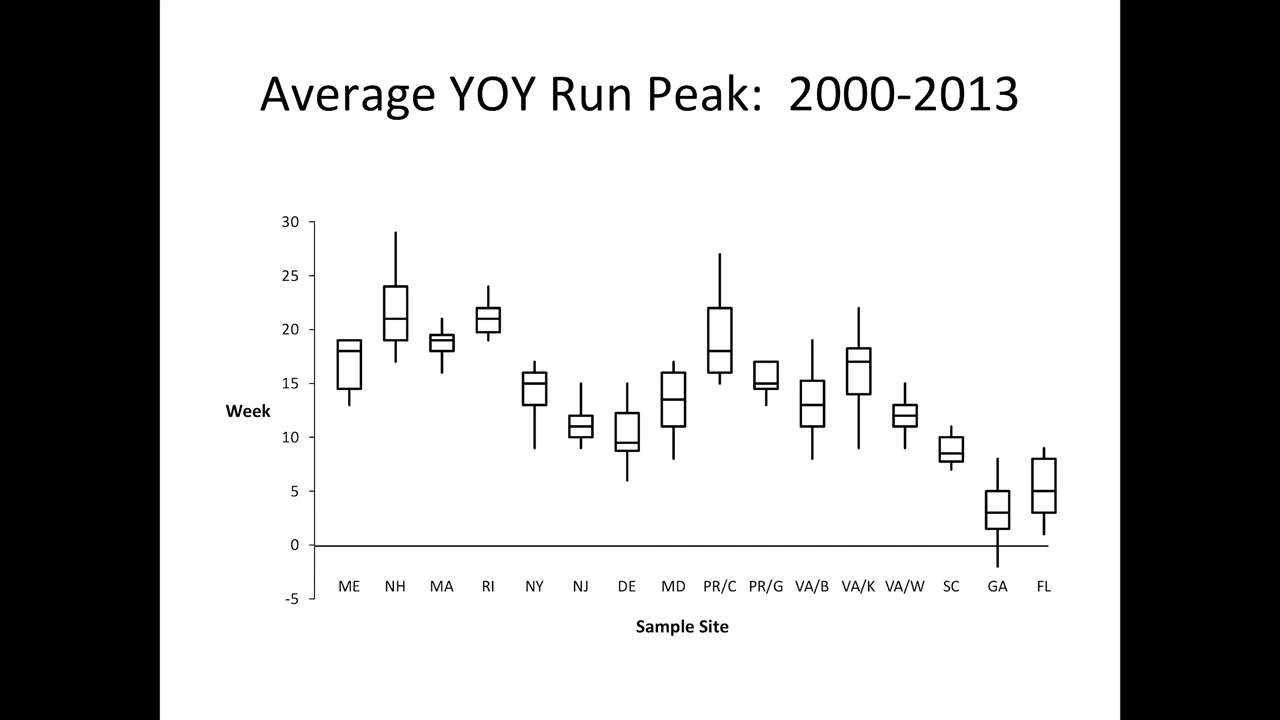 Average YOY Run Peak: 2000-2013
30
25
20
15
Week
10
5
0
ME NH MA RI NY NJ DE MD PR/C PR/G VA/B VA/K VA/W SC GA FL
-5
Sample Site